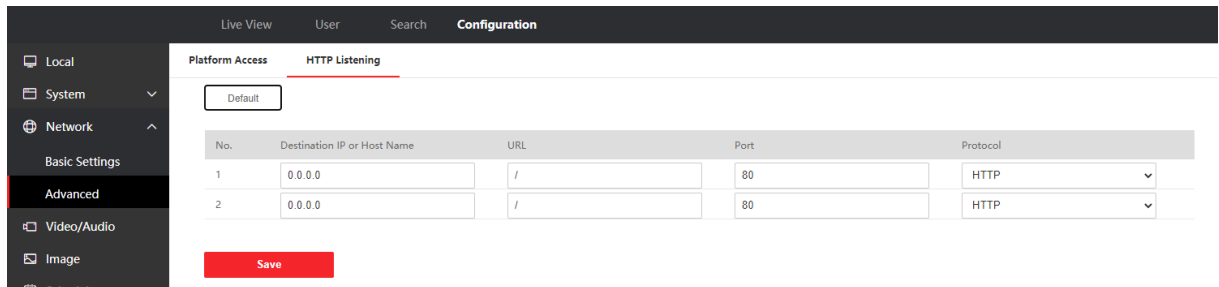 Live View User Search Configuration
Local
System
Network
Basic Settings
Advanced
Video/Audio
Image
Platform Access HTTP Listening
Default
No. Destination IP or Host Name URL Port Protocol
1 0.0.0.0 / 80 HTTP
2 0.0.0.0 / 80 HTTP
Save